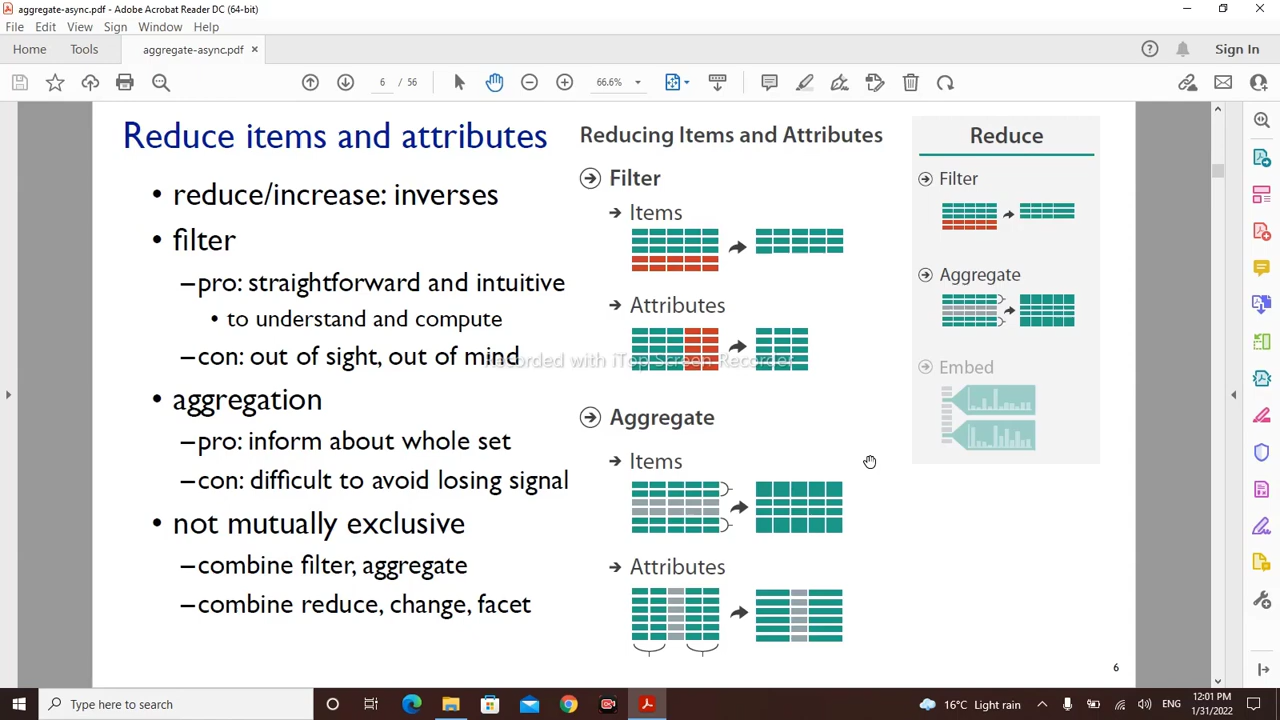 aggregate-async.pdf - Adobe Acrobat Reader DC (64-bit)
File Edit View Sign Window Help
Home Tools aggregate-async.pdf × Sign In
6 / 56 66.6%
Reduce items and attributes
• reduce/increase: inverses
• filter
–pro: straightforward and intuitive
• to understand and compute
–con: out of sight, out of mind
• aggregation
–pro: inform about whole set
–con: difficult to avoid losing signal
• not mutually exclusive
–combine filter, aggregate
–combine reduce, change, facet
Reducing Items and Attributes
Filter
Items
Attributes
Aggregate
Items
Attributes
Reduce
Filter
Aggregate
Embed
Recorded with iTop Screen Recorder
6
Type here to search
16°C Light rain
ENG
12:01 PM
1/31/2022